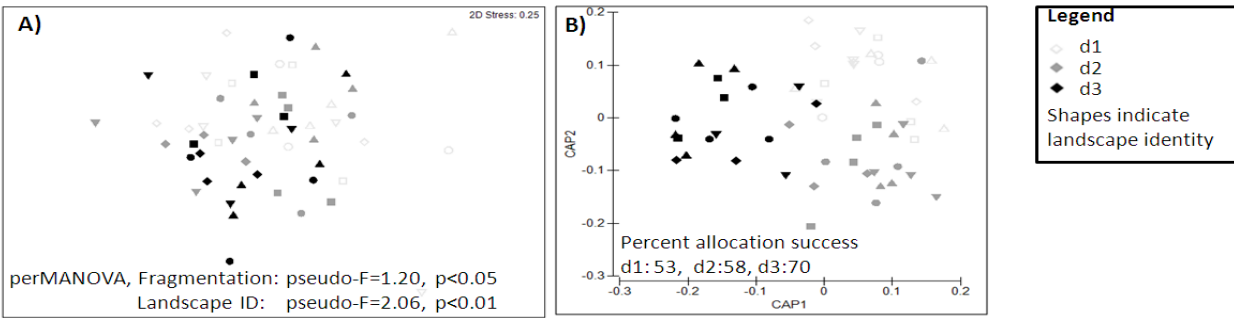 A)
2D Stress: 0.25
perMANOVA, Fragmentation: pseudo-F=1.20, p<0.05
Landscape ID: pseudo-F=2.06, p<0.01
B)
0.2
0.1
0
-0.1
-0.2
-0.3
CAP2
Percent allocation success
d1: 53, d2:58, d3:70
-0.3 -0.2 -0.1 0 0.1 0.2
CAP1
Legend
d1
d2
d3
Shapes indicate
landscape identity